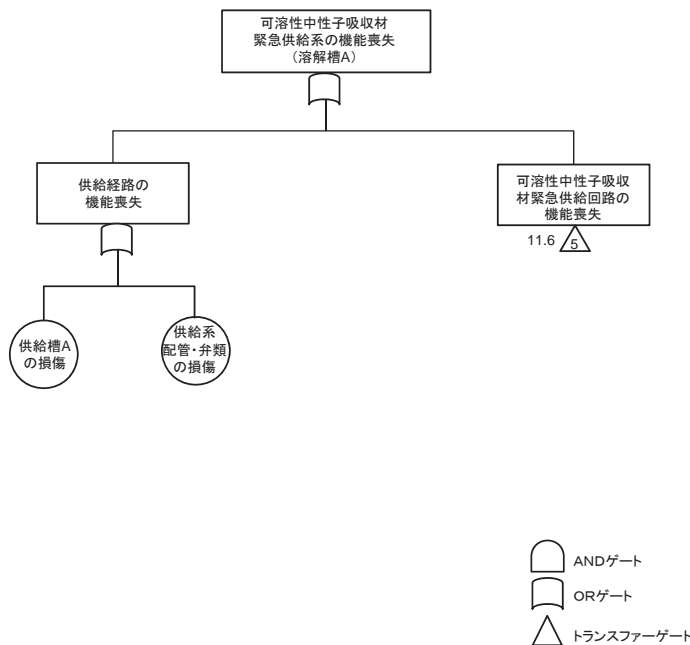 可溶性中性子吸収材
緊急供給系の機能喪失
(溶解槽A)
供給経路の
機能喪失
可溶性中性子吸収
材緊急供給回路の
機能喪失
11.6
5
供給槽A
の損傷
供給系
配管・弁類
の損傷
ANDゲート
ORゲート
トランスファーゲート